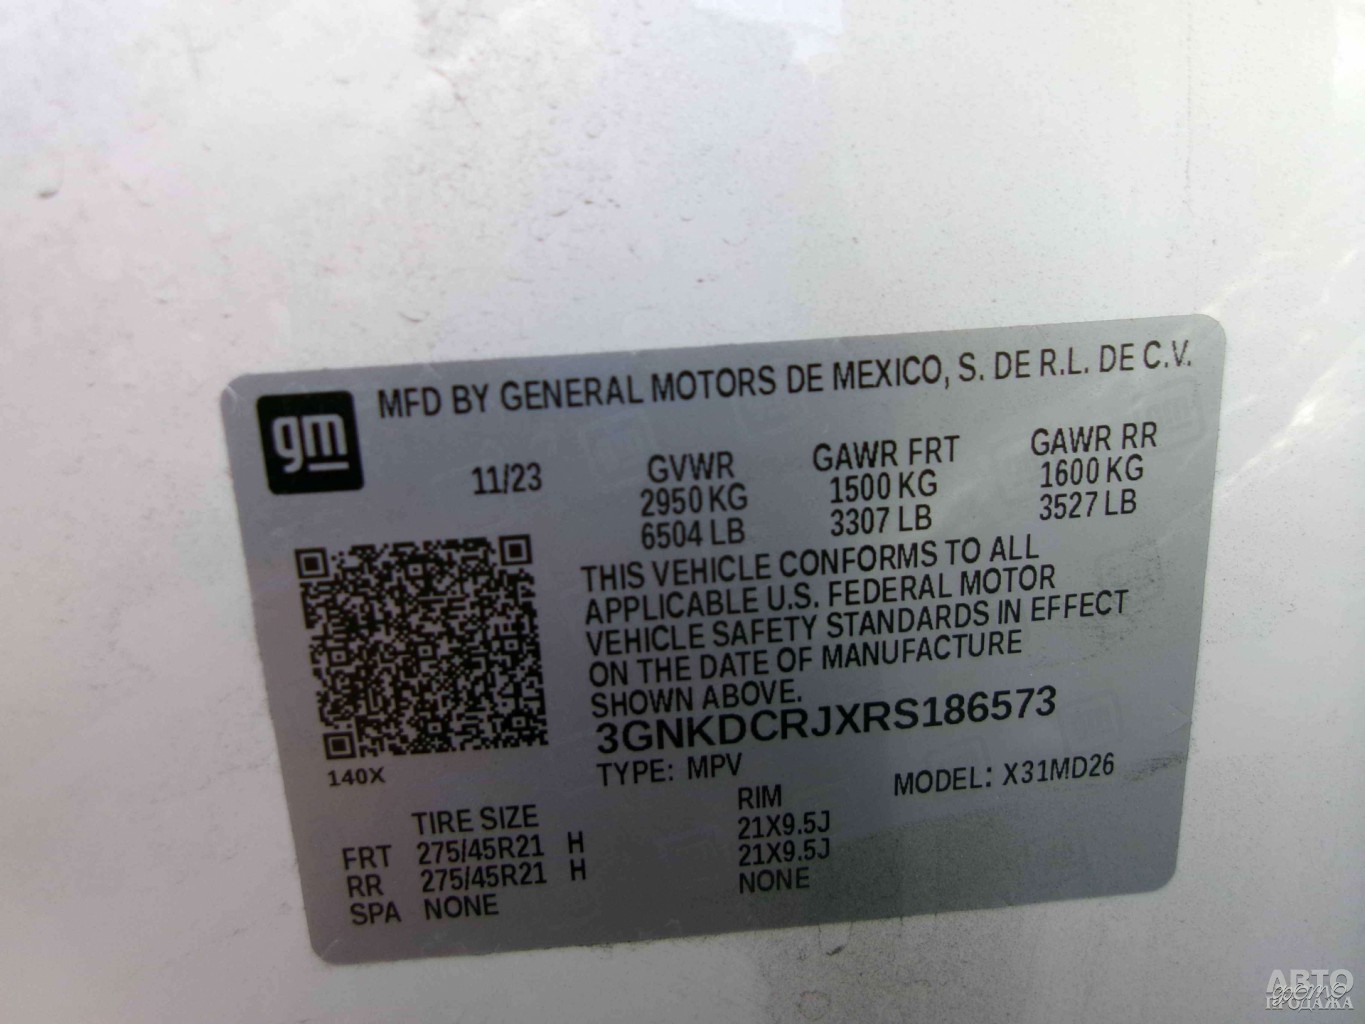 gm
MFD BY GENERAL MOTORS DE MEXICO, S. DE R.L. DE C.V.
11/23
GVWR
2950 KG
6504 LB
GAWR FRT
1500 KG
3307 LB
GAWR RR
1600 KG
3527 LB
THIS VEHICLE CONFORMS TO ALL
APPLICABLE U.S. FEDERAL MOTOR
VEHICLE SAFETY STANDARDS IN EFFECT
ON THE DATE OF MANUFACTURE
SHOWN ABOVE.
3GNKDCRJXRS186573
140X
TYPE: MPV
MODEL: X31MD26
TIRE SIZE
RIM
FRT 275/45R21 H 21X9.5J
RR 275/45R21 H 21X9.5J
SPA NONE NONE
АВТО
ПРОДАЖА